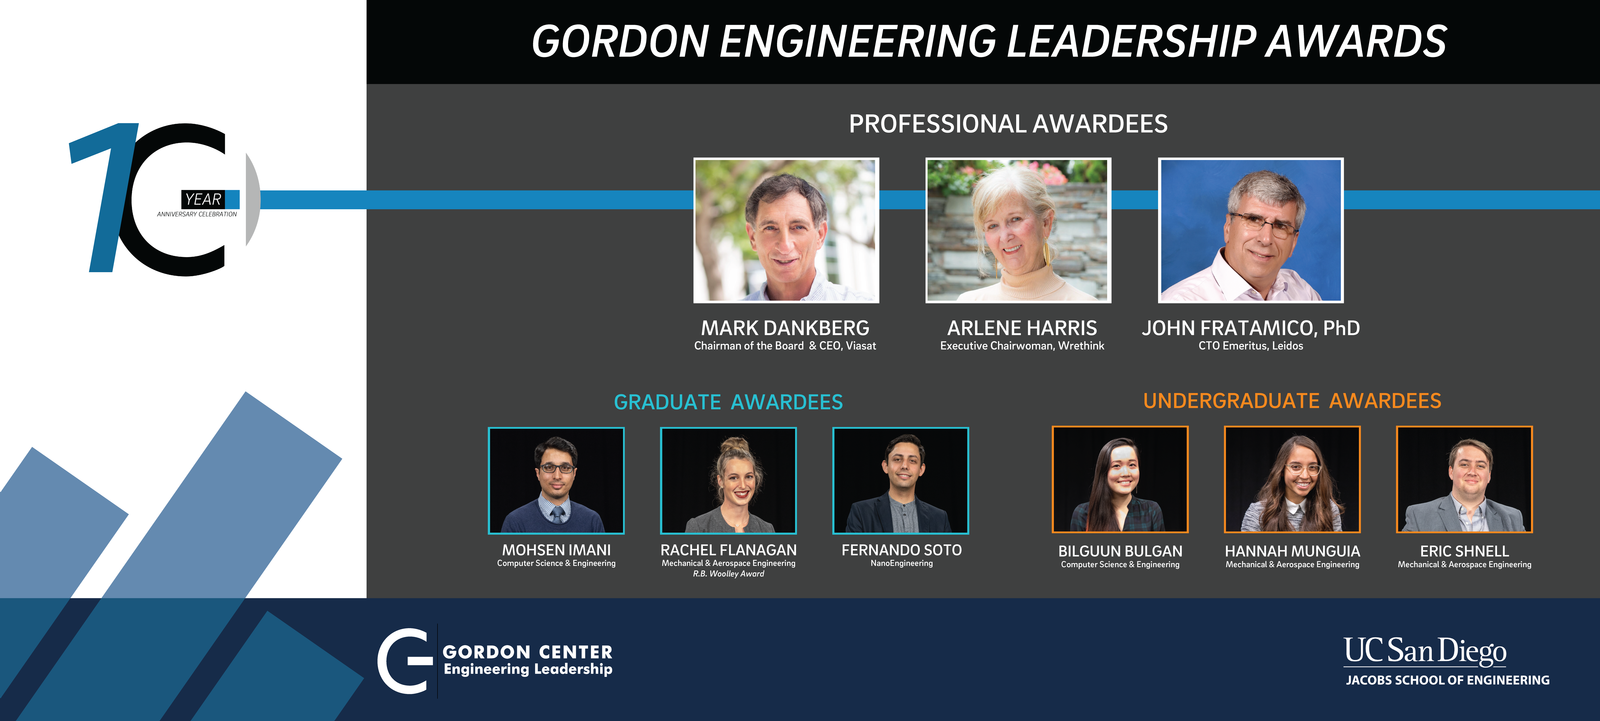 GORDON ENGINEERING LEADERSHIP AWARDS
10
YEAR
ANNIVERSARY CELEBRATION
PROFESSIONAL AWARDEES
MARK DANKBERG
Chairman of the Board & CEO, Viasat
ARLENE HARRIS
Executive Chairwoman, Wrethink
JOHN FRATAMICO, PhD
CTO Emeritus, Leidos
GRADUATE AWARDEES
MOHSEN IMANI
Computer Science & Engineering
RACHEL FLANAGAN
Mechanical & Aerospace Engineering
R.B. Woolley Award
FERNANDO SOTO
NanoEngineering
UNDERGRADUATE AWARDEES
BILGUUN BULGAN
Computer Science & Engineering
HANNAH MUNGUIA
Mechanical & Aerospace Engineering
ERIC SHNELL
Mechanical & Aerospace Engineering
GORDON CENTER
Engineering Leadership
UC San Diego
JACOBS SCHOOL OF ENGINEERING